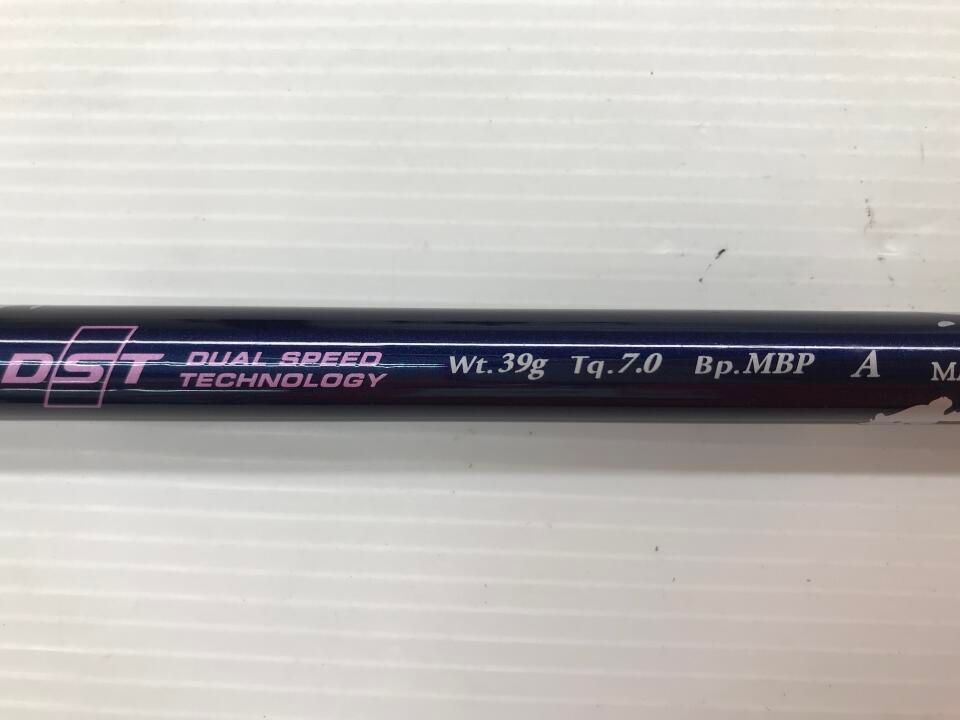 DST DUAL SPEED
TECHNOLOGY
Wt. 39g Tq. 7.0 Bp. MBP A